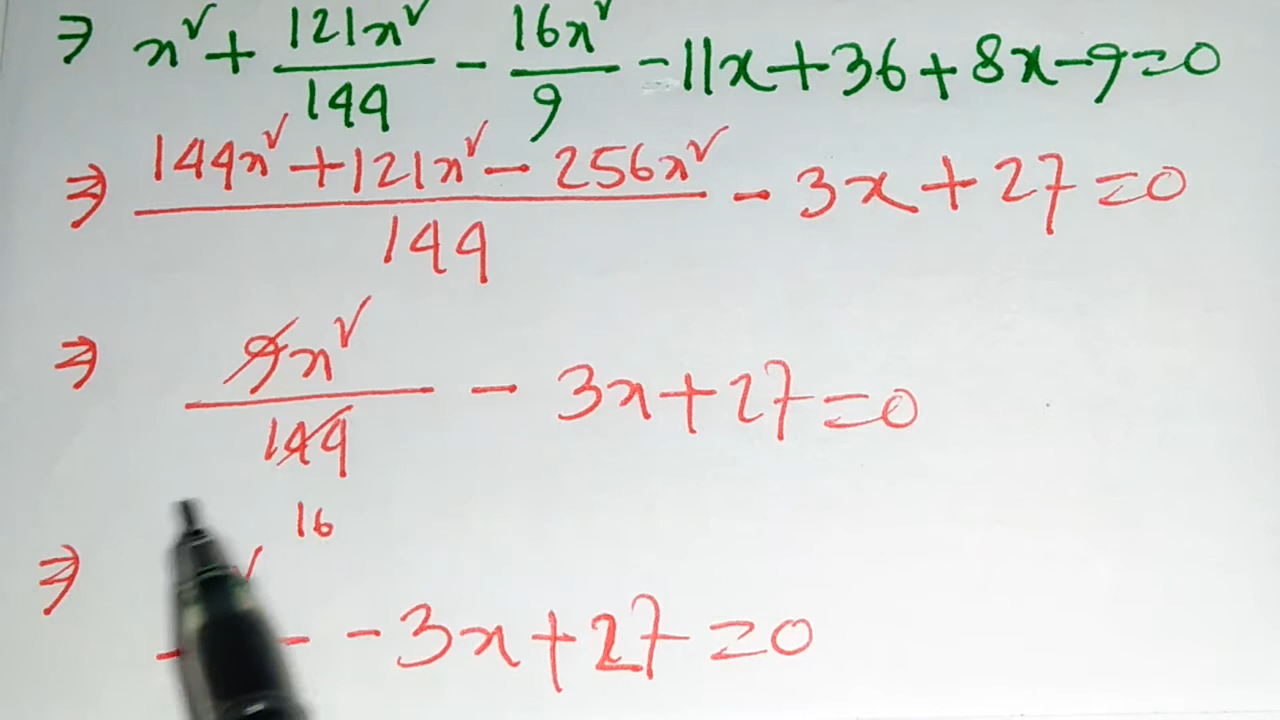 ⇒ x² + 121x²/144 - 16x²/9 - 11x + 36 + 8x - 9 = 0
⇒ (144x² + 121x² - 256x²)/144 - 3x + 27 = 0
⇒ 9x²/144 - 3x + 27 = 0
16
⇒ - 3x + 27 = 0